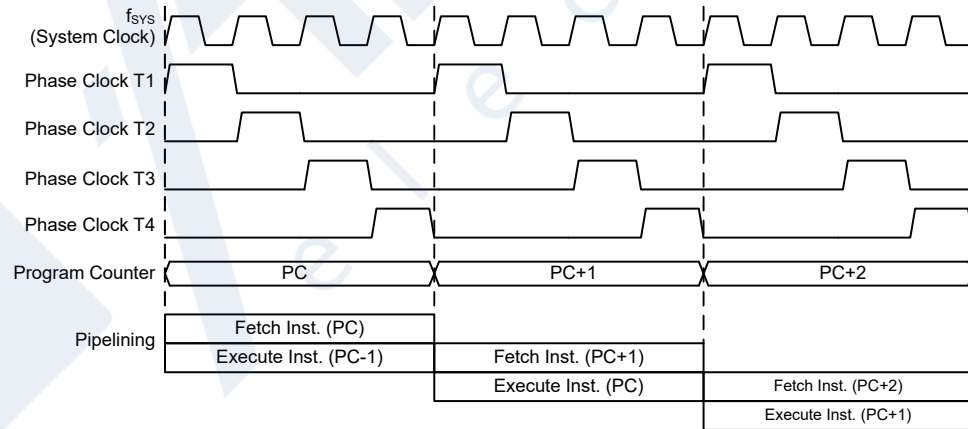 fSYS
(System Clock)
Phase Clock T1
Phase Clock T2
Phase Clock T3
Phase Clock T4
Program Counter PC PC+1 PC+2
Pipelining
Fetch Inst. (PC)
Execute Inst. (PC-1) Fetch Inst. (PC+1)
Execute Inst. (PC) Fetch Inst. (PC+2)
Execute Inst. (PC+1)